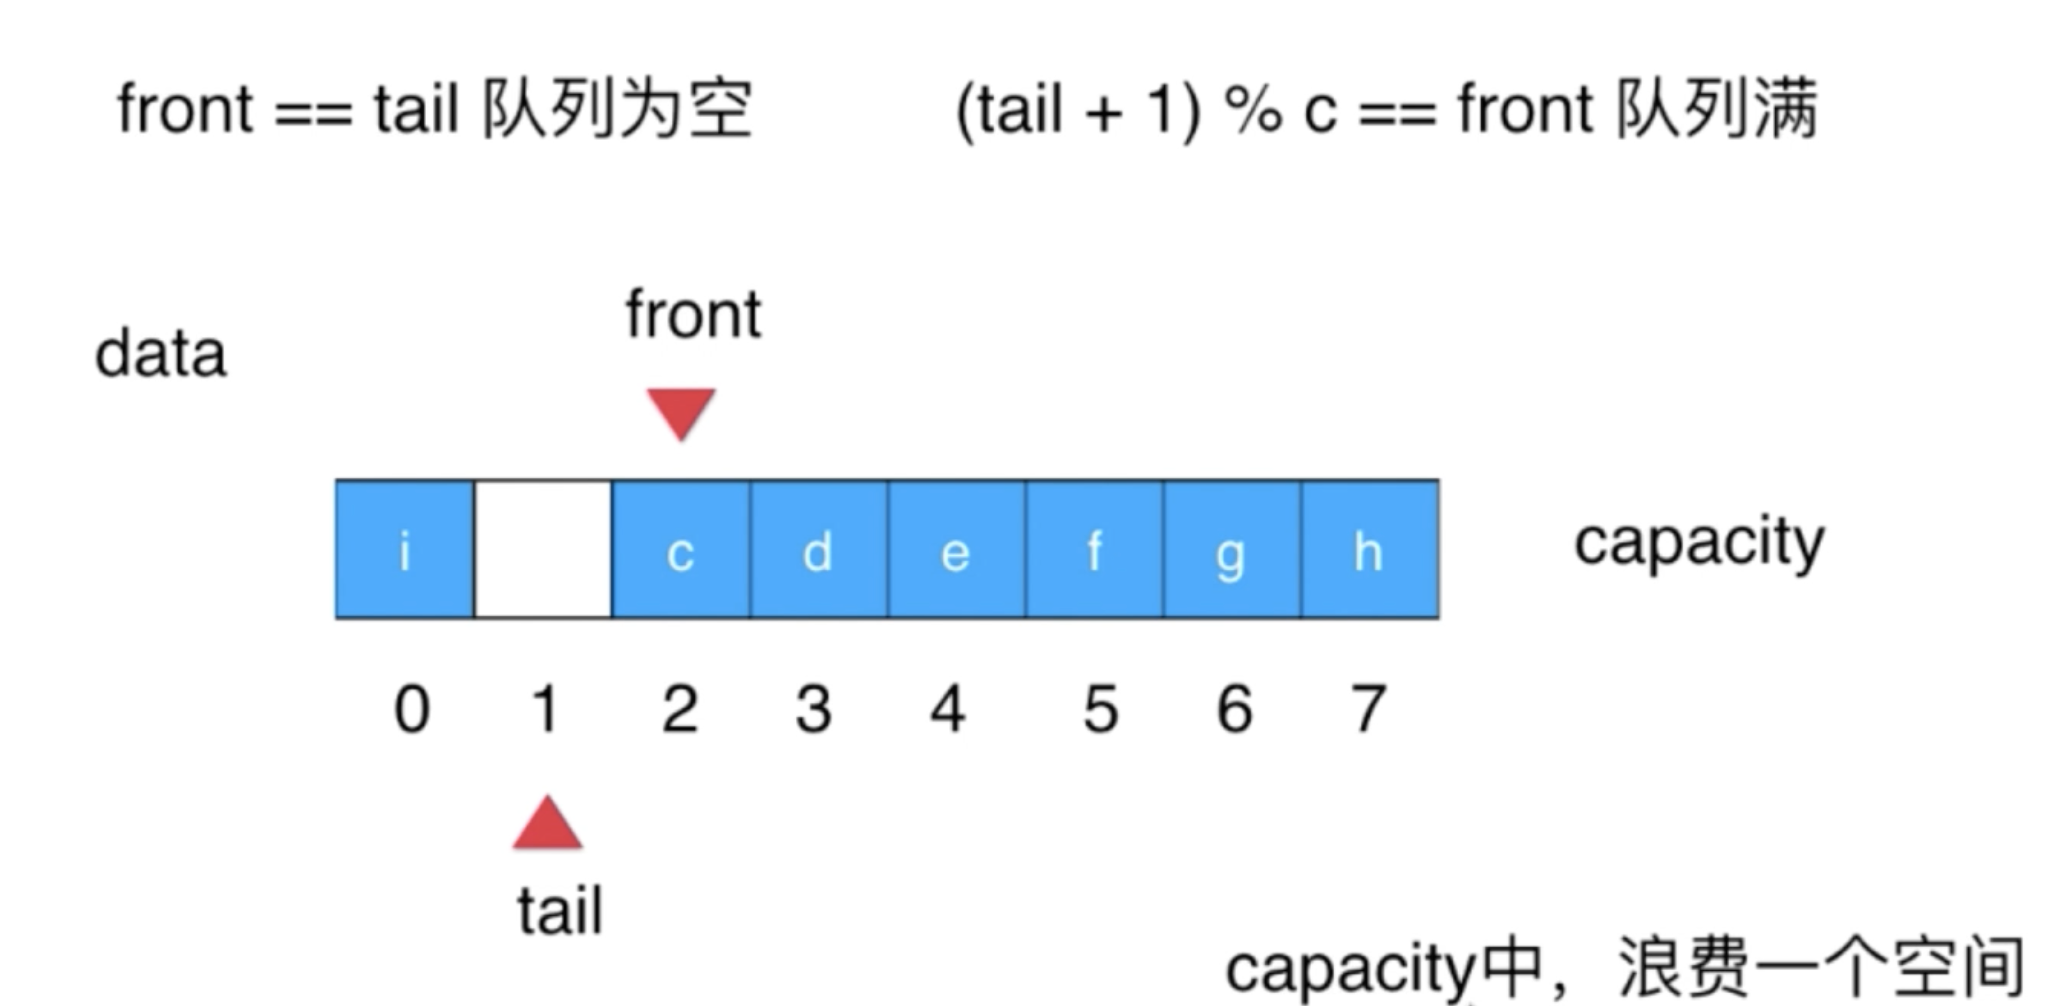 front == tail 队列为空
(tail + 1) % c == front 队列满
front
data
i c d e f g h
capacity
0 1 2 3 4 5 6 7
tail
capacity中，浪费一个空间